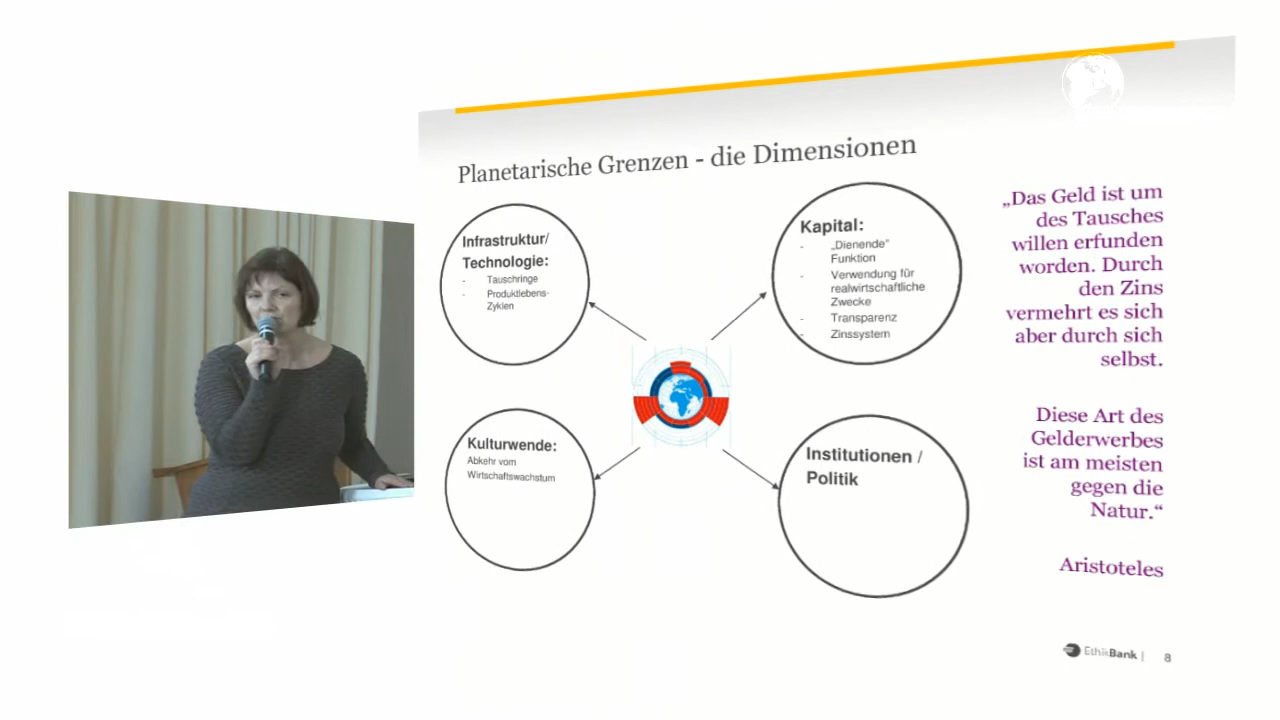 Planetarische Grenzen - die Dimensionen
Infrastruktur/
Technologie:
- Tauschringe
- Produktlebens-
Zyklen
Kapital:
- „Dienende“
Funktion
- Verwendung für
realwirtschaftliche
Zwecke
- Transparenz
- Zinssystem
Kulturwende:
Abkehr vom
Wirtschaftswachstum
Institutionen /
Politik
„Das Geld ist um
des Tausches
willen erfunden
worden. Durch
den Zins
vermehrt es sich
aber durch sich
selbst.
Diese Art des
Gelderwerbes
ist am meisten
gegen die
Natur.“
Aristoteles
EthikBank | 8